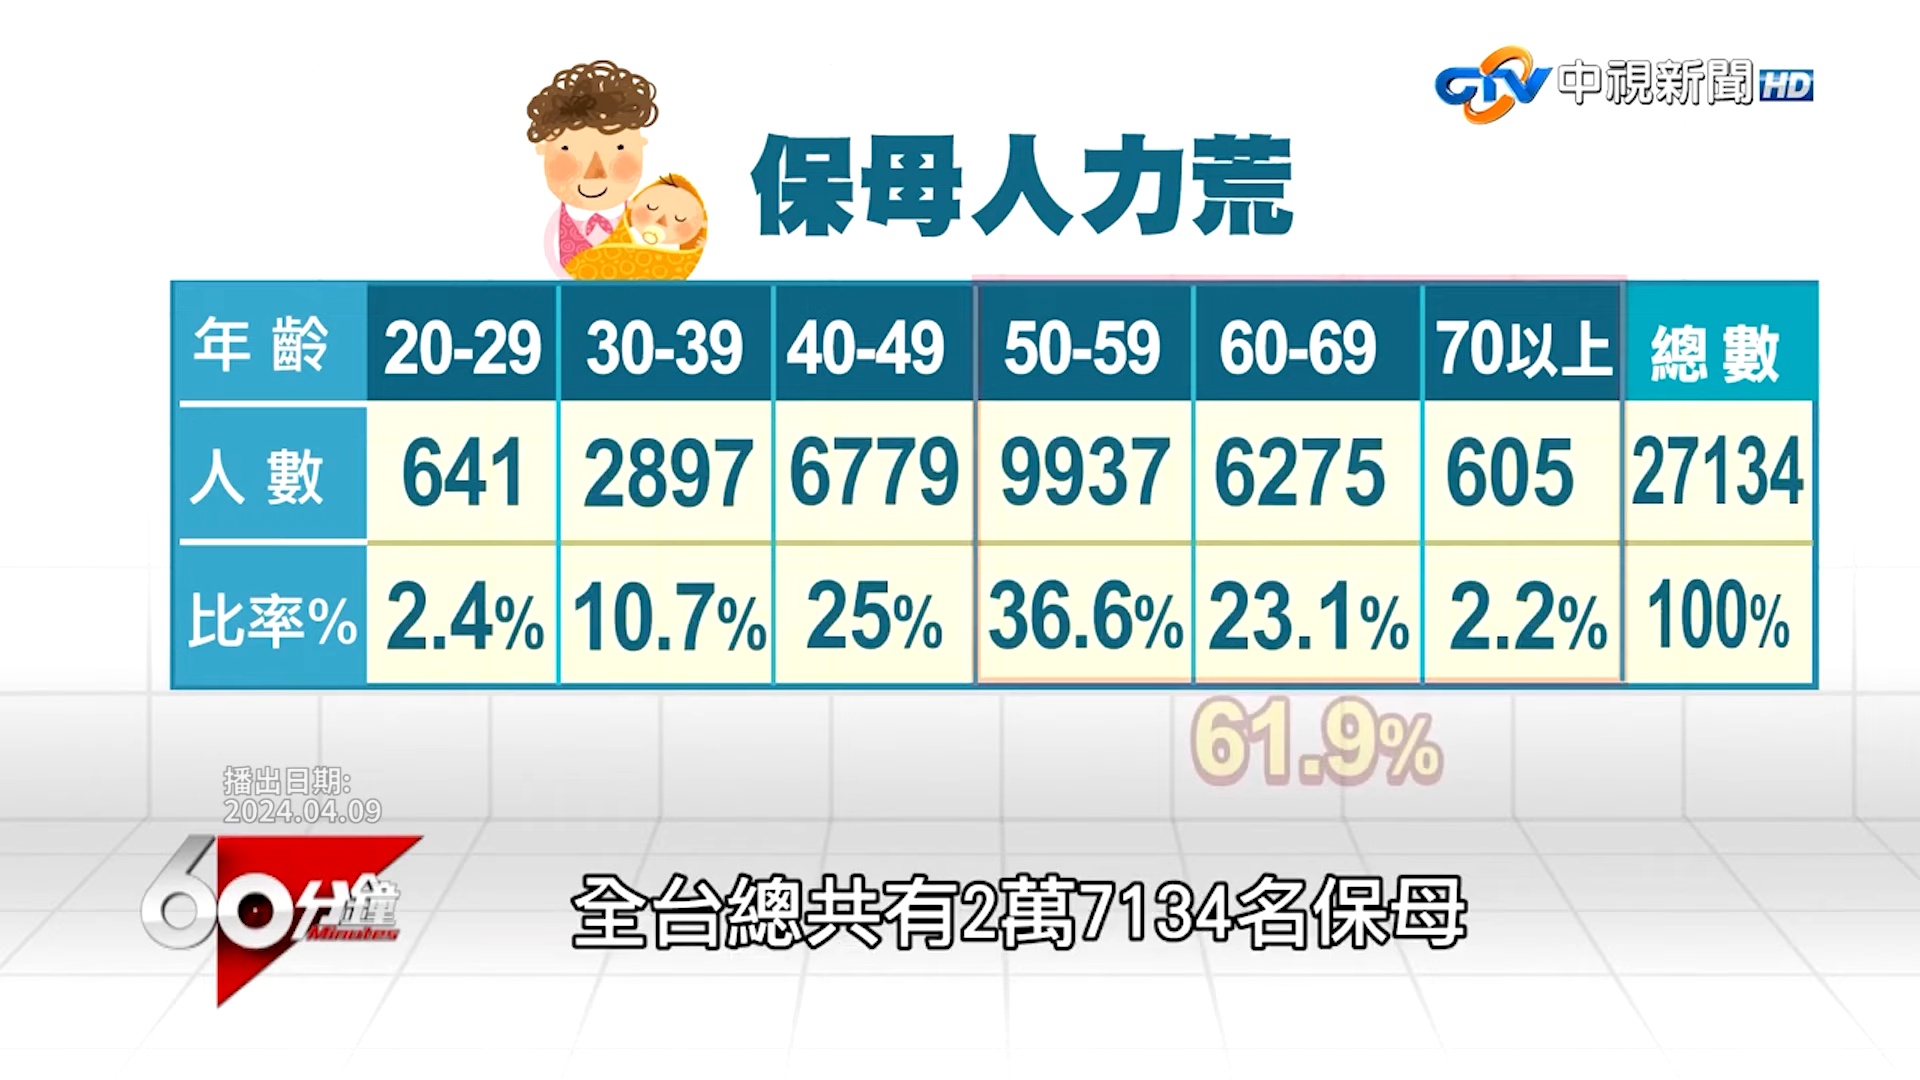 CTV 中視新聞 HD
保母人力荒
年齡 20-29 30-39 40-49 50-59 60-69 70以上 總數
人數 641 2897 6779 9937 6275 605 27134
比率% 2.4% 10.7% 25% 36.6% 23.1% 2.2% 100%
61.9%
播出日期:
2024.04.09
60分鐘
Minutes
全台總共有2萬7134名保母